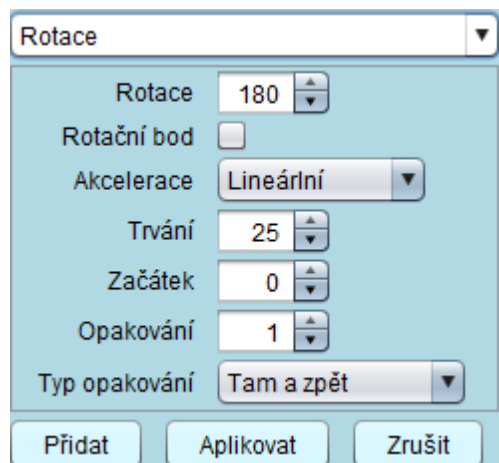 Rotace
Rotace 180
Rotační bod
Akcelerace Lineárlní
Trvání 25
Začátek 0
Opakování 1
Typ opakování Tam a zpět
Přidat Aplikovat Zrušit